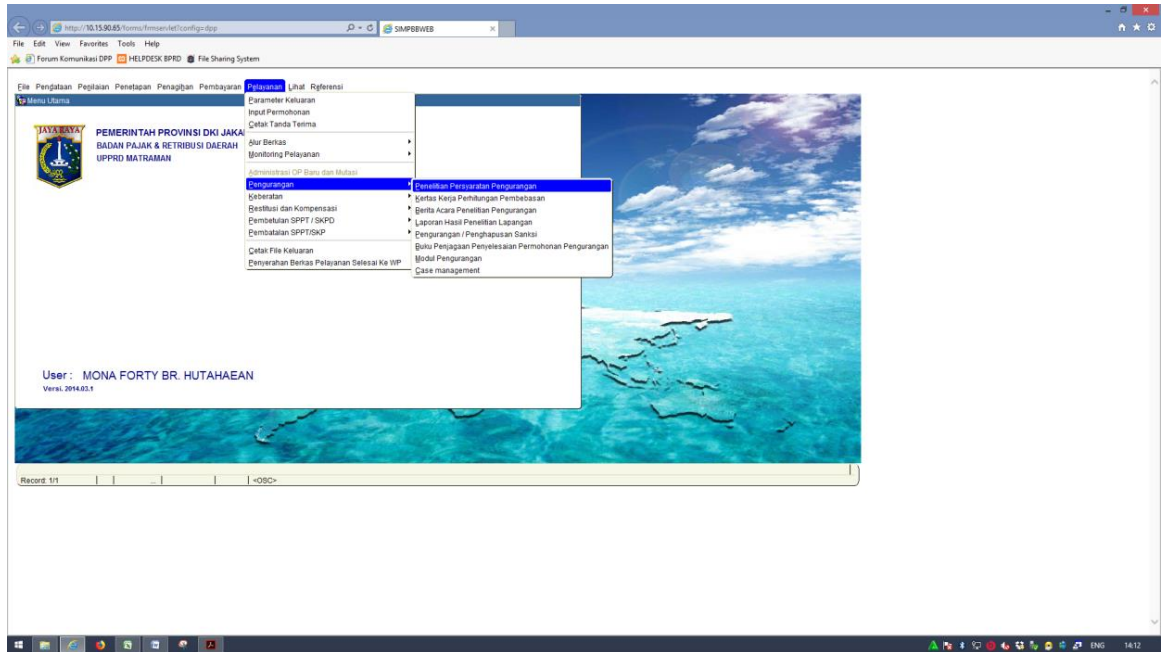 http://10.15.90.85/forms/frmservlet?config=dpp
SIMPBBWEB
File Edit View Favorites Tools Help
Forum Komunikasi DPP HELPDESK BPRD File Sharing System
File Pendataan Penilaian Penetapan Penagihan Pembayaran Pelayanan Lihat Referensi
Menu Utama
JAYA RAYA
PEMERINTAH PROVINSI DKI JAKA
BADAN PAJAK & RETRIBUSI DAERAH
UPPRD MATRAMAN
Parameter Keluaran
Input Permohonan
Cetak Tanda Terima
Alur Berkas
Monitoring Pelayanan
Administrasi OP Baru dan Mutasi
Pengurangan
Keberatan
Restitusi dan Kompensasi
Pembetulan SPPT / SKPD
Pembatalan SPPT/SKP
Cetak File Keluaran
Penyerahan Berkas Pelayanan Selesai Ke WP
Penelitian Persyaratan Pengurangan
Kertas Kerja Perhitungan Pembebasan
Berita Acara Penelitian Pengurangan
Laporan Hasil Penelitian Lapangan
Pengurangan / Penghapusan Sanksi
Buku Penjagaan Penyelesaian Permohonan Pengurangan
Modul Pengurangan
Case management
User : MONA FORTY BR. HUTAHAEAN
Versi. 2014.03.1
Record: 1/1 ... <OSC>
ENG 14:12